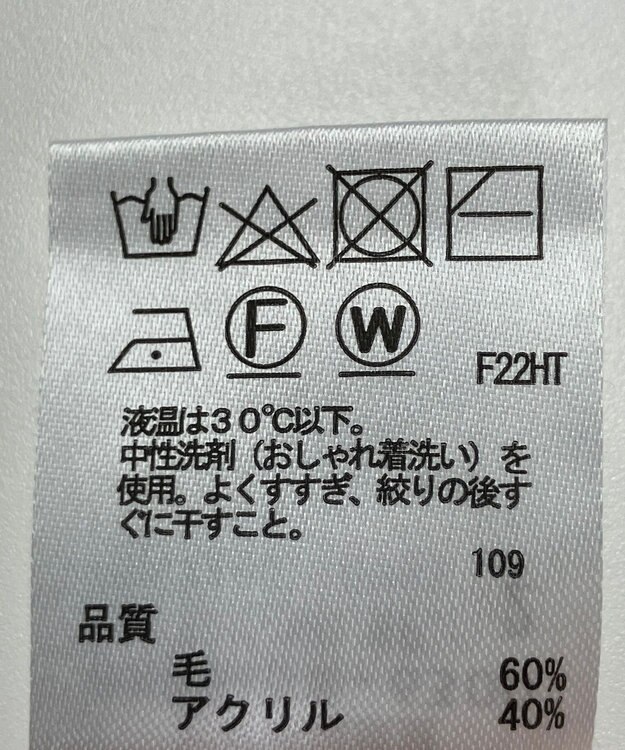 F W F22HT
液温は30℃以下。
中性洗剤（おしゃれ着洗い）を
使用。よくすすぎ、絞りの後す
ぐに干すこと。
109
品質
毛 60%
アクリル 40%